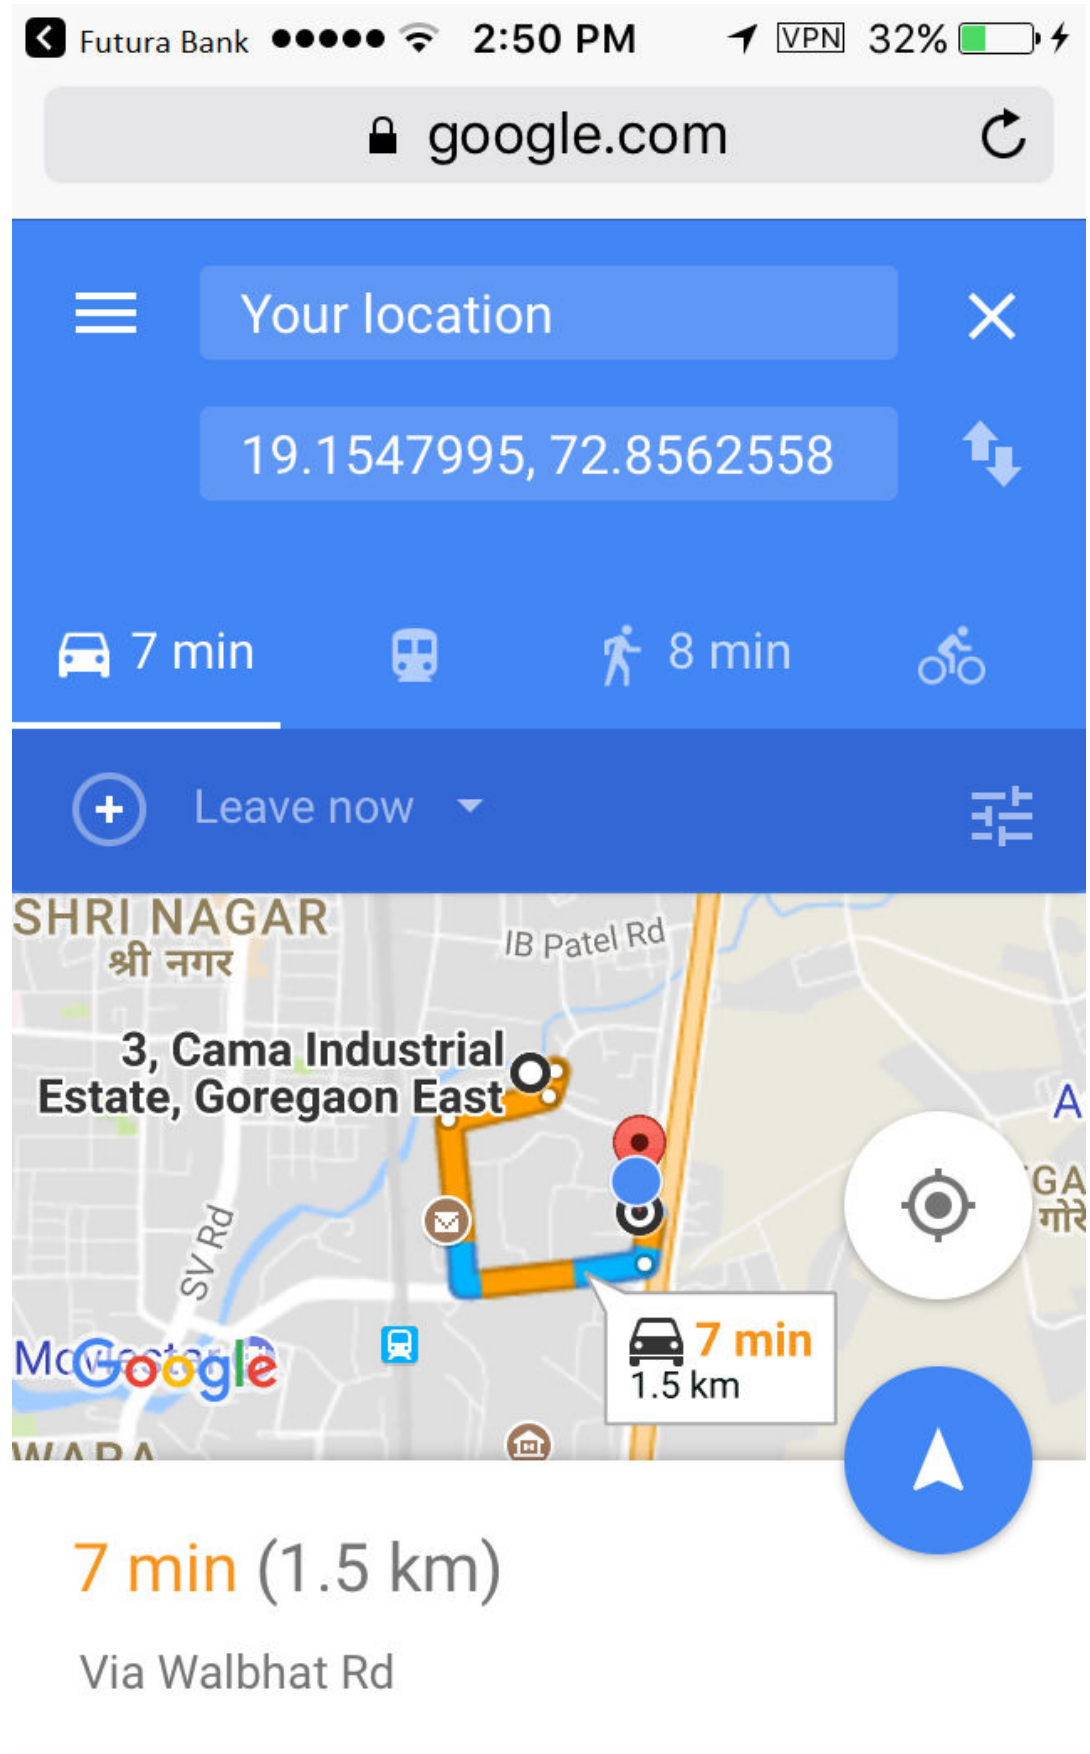 Futura Bank 2:50 PM VPN 32%
google.com
Your location
19.1547995, 72.8562558
7 min 8 min
Leave now
SHRI NAGAR
श्री नगर
IB Patel Rd
3, Cama Industrial
Estate, Goregaon East
A
GA
गोरे
SV Rd
7 min
1.5 km
Google
7 min (1.5 km)
Via Walbhat Rd